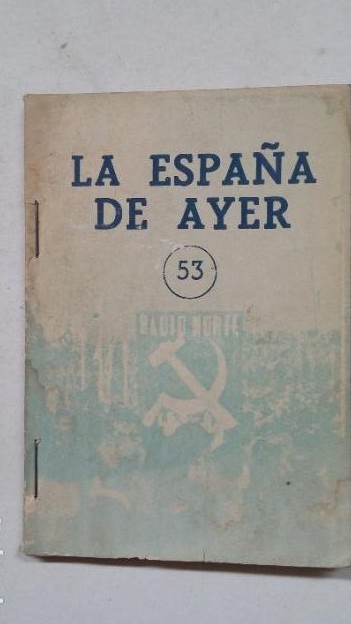 LA ESPAÑA
DE AYER
53
RADIO NORTE